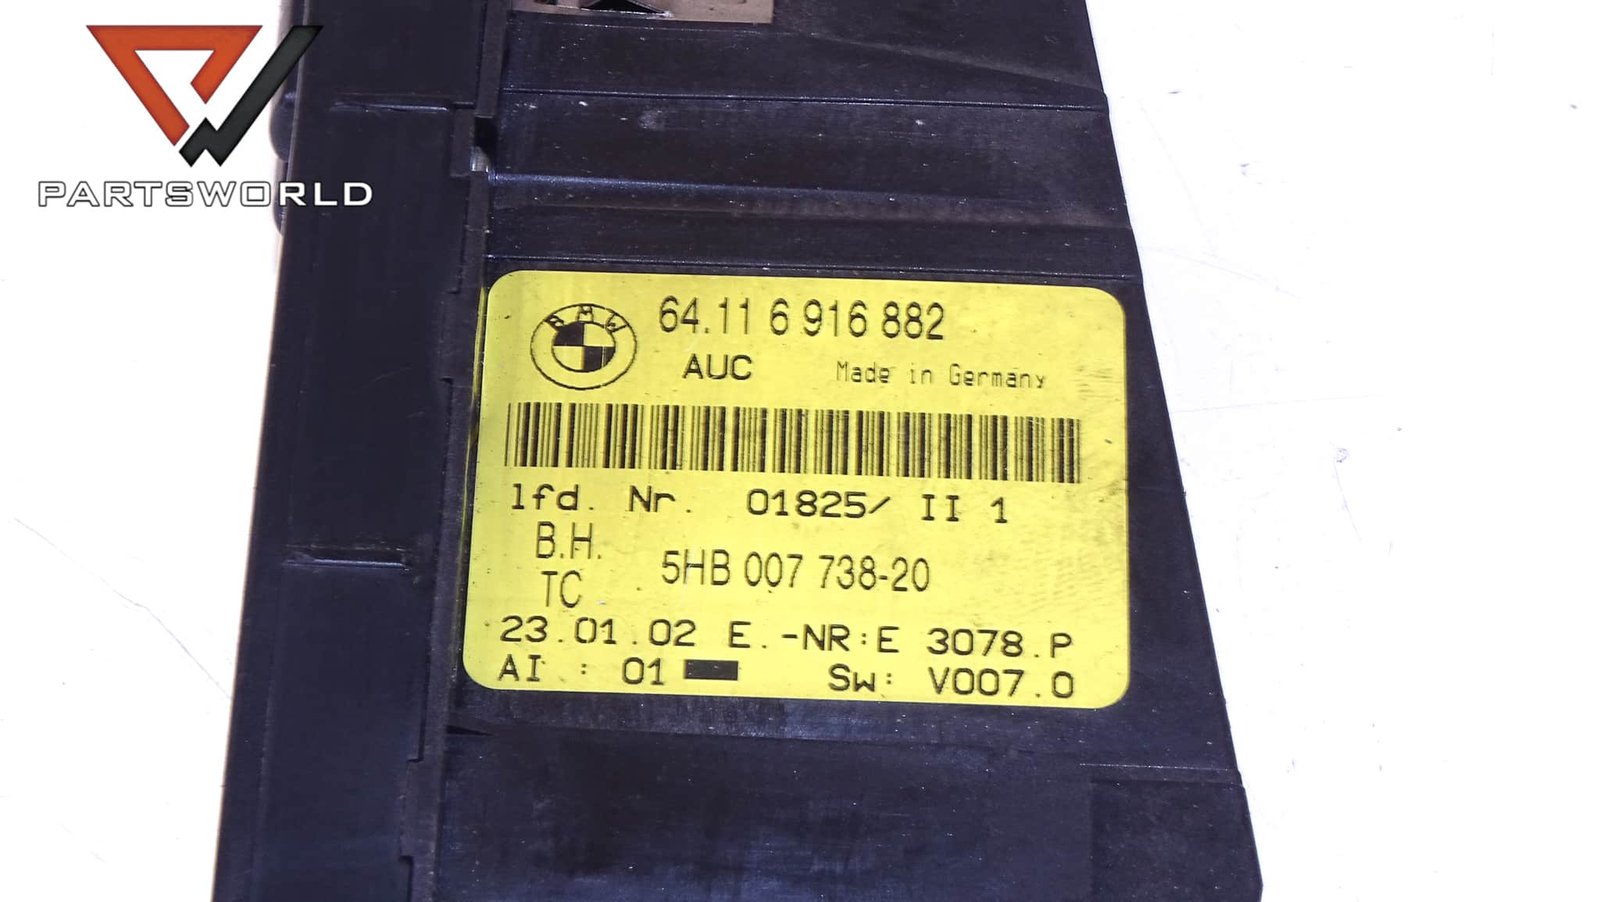 PARTSWORLD
BMW
64.11 6 916 882
AUC Made in Germany
lfd. Nr. 01825/ II 1
B.H.
TC 5HB 007 738-20
23.01.02 E.-NR:E 3078.P
AI : 01 Sw: V007.0